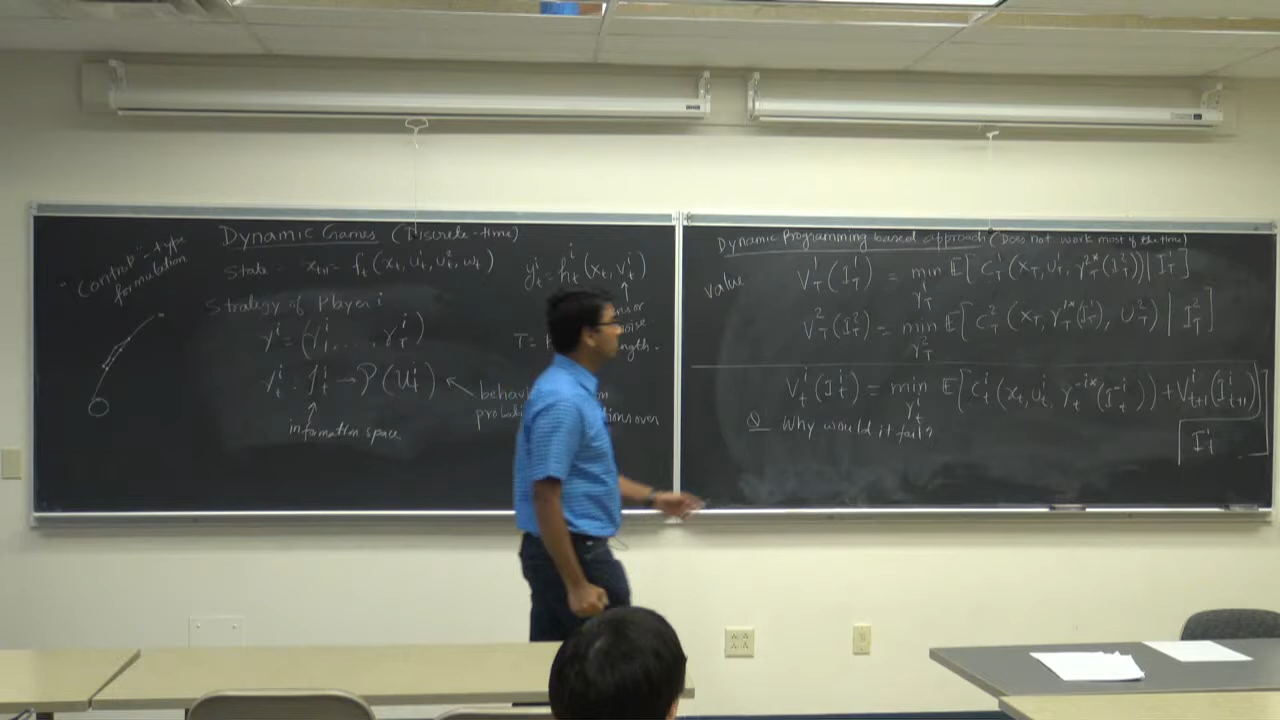 "Control"-type
formulation
Dynamic Games (Discrete-time)
State - x_{t+1} = f_t(x_t, u_t^1, u_t^2, w_t)
y_t^i = h_t^i(x_t, v_t^i)
Strategy of Player i
γ^i = (γ_1^i, ..., γ_T^i)
T =
γ_t^i : I_t^i → P(U_t^i)
information space
Dynamic Programming based approach (Does not work most of the time)
value
V_T^1(I_T^1) = min_{γ_T^1} E[C_T^1(x_T, u_T^1, γ_T^{2*}(I_T^2)) | I_T^1]
V_T^2(I_T^2) = min_{γ_T^2} E[C_T^2(x_T, γ_T^{1*}(I_T^1), u_T^2) | I_T^2]
V_t^i(I_t^i) = min_{γ_t^i} E[C_t^i(x_t, u_t^i, γ_t^{-i*}(I_t^{-i})) + V_{t+1}^i(I_{t+1}^i) | I_t^i]
Q Why would it fail?